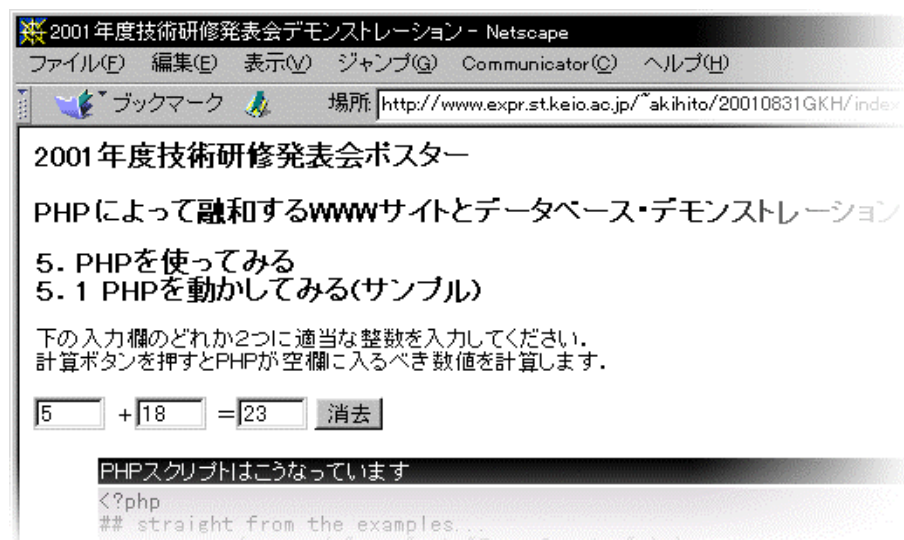 2001年度技術研修発表会デモンストレーション - Netscape
ファイル(F) 編集(E) 表示(V) ジャンプ(G) Communicator(C) ヘルプ(H)
ブックマーク 場所: http://www.expr.st.keio.ac.jp/~akihito/20010831GKH/index
2001年度技術研修発表会ポスター
PHPによって融和するWWWサイトとデータベース・デモンストレーション
5. PHPを使ってみる
5.1 PHPを動かしてみる(サンプル)
下の入力欄のどれか2つに適当な整数を入力してください.
計算ボタンを押すとPHPが空欄に入るべき数値を計算します.
5 + 18 = 23 消去
PHPスクリプトはこうなっています
<?php
## straight from the examples...